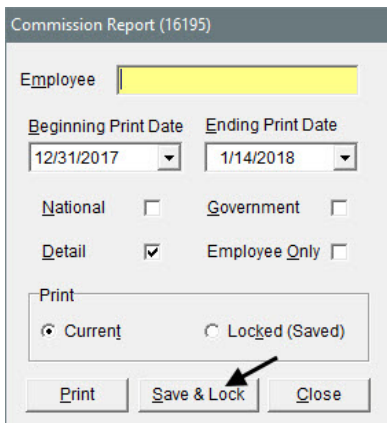 Commission Report (16195)
Employee
Beginning Print Date Ending Print Date
12/31/2017 1/14/2018
National Government
Detail Employee Only
Print
Current Locked (Saved)
Print Save & Lock Close